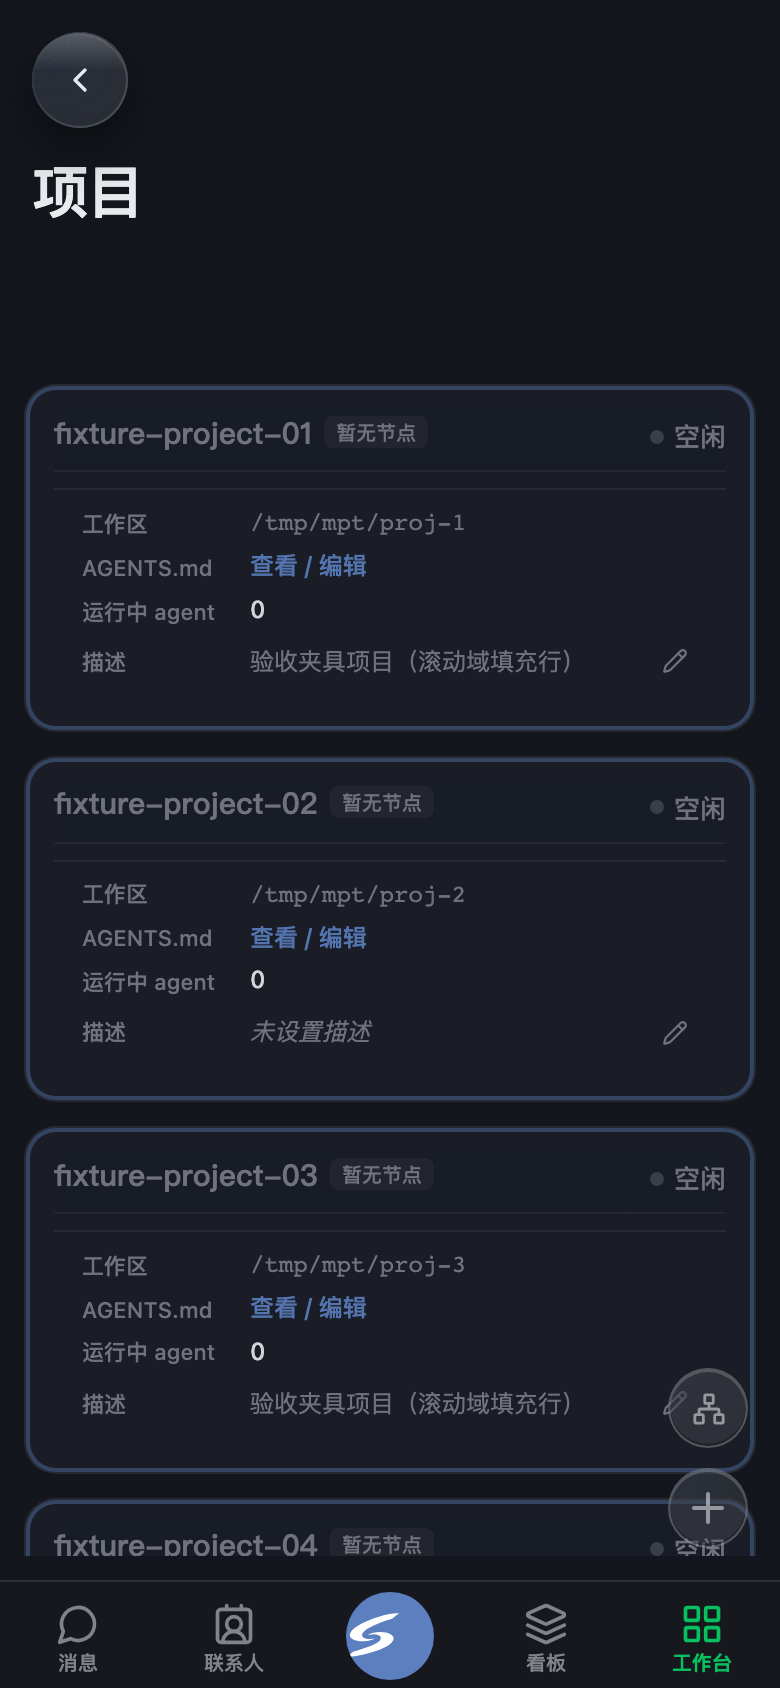 项目
fixture-project-01 暂无节点 空闲
工作区 /tmp/mpt/proj-1
AGENTS.md 查看 / 编辑
运行中 agent 0
描述 验收夹具项目（滚动域填充行）
fixture-project-02 暂无节点 空闲
工作区 /tmp/mpt/proj-2
AGENTS.md 查看 / 编辑
运行中 agent 0
描述 未设置描述
fixture-project-03 暂无节点 空闲
工作区 /tmp/mpt/proj-3
AGENTS.md 查看 / 编辑
运行中 agent 0
描述 验收夹具项目（滚动域填充行）
fixture-project-04 暂无节点 空闲
消息 联系人 看板 工作台